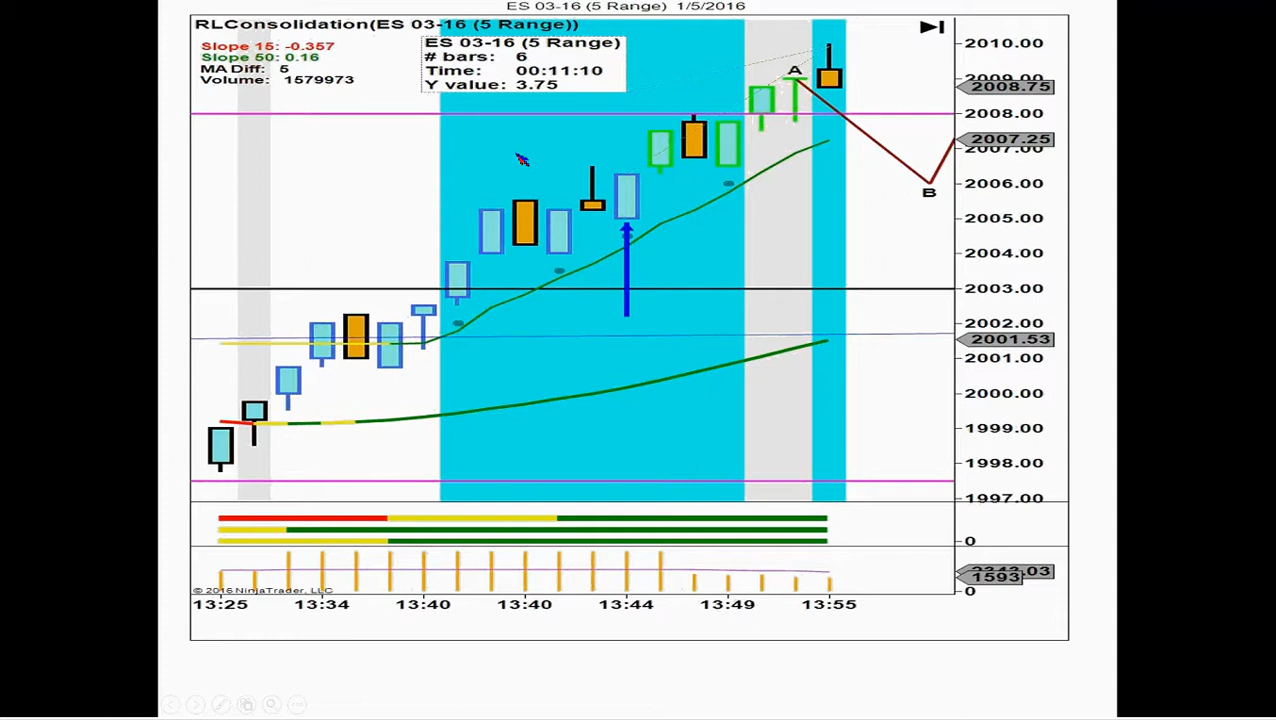 ES 03-16 (5 Range) 1/5/2016
RLConsolidation(ES 03-16 (5 Range))
Slope 15: -0.357
Slope 50: 0.16
MA Diff: 5
Volume: 1579973
ES 03-16 (5 Range)
# bars: 6
Time: 00:11:10
Y value: 3.75
A
B
2010.00
2009.00
2008.75
2008.00
2007.25
2007.00
2006.00
2005.00
2004.00
2003.00
2002.00
2001.53
2001.00
2000.00
1999.00
1998.00
1997.00
0
1593
0
© 2016 NinjaTrader, LLC
13:25 13:34 13:40 13:40 13:44 13:49 13:55